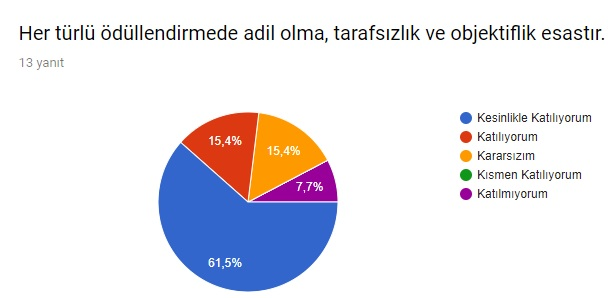 Her türlü ödüllendirmede adil olma, tarafsızlık ve objektiflik esastır.
13 yanıt
Kesinlikle Katılıyorum
Katılıyorum
Kararsızım
Kısmen Katılıyorum
Katılmıyorum
15,4%
15,4%
7,7%
61,5%